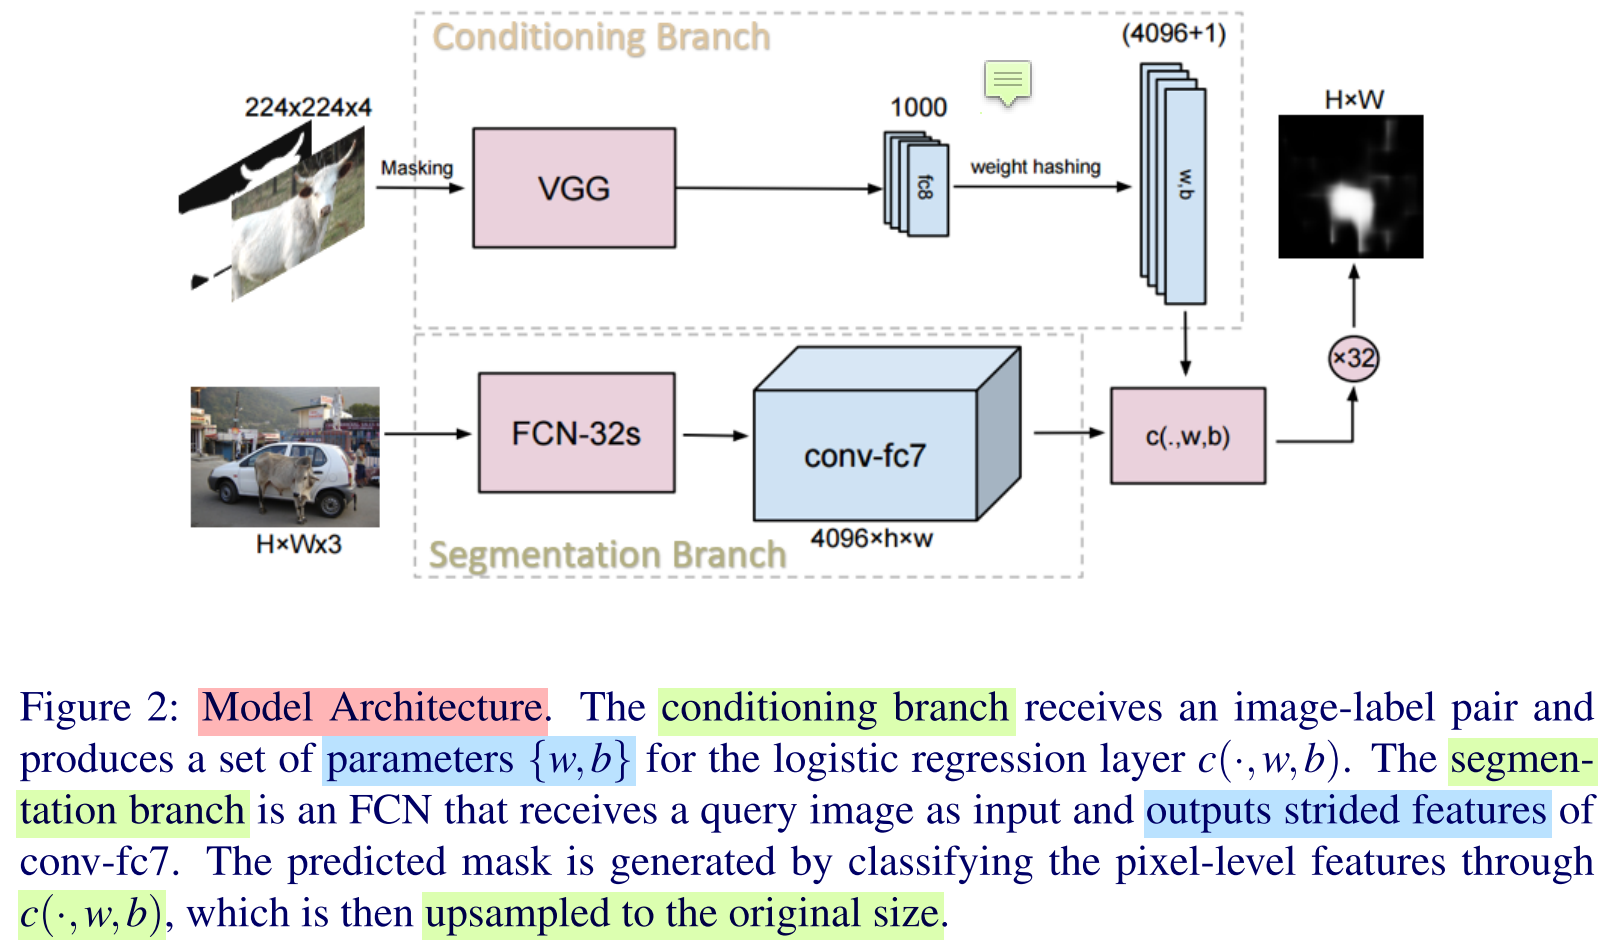 Conditioning Branch
(4096+1)
224x224x4
1000
H×W
Masking
VGG
fc8
weight hashing
w,b
×32
FCN-32s
conv-fc7
c(.,w,b)
H×Wx3
4096×h×w
Segmentation Branch
Figure 2: Model Architecture. The conditioning branch receives an image-label pair and
produces a set of parameters {w,b} for the logistic regression layer c(·,w,b). The segmen-
tation branch is an FCN that receives a query image as input and outputs strided features of
conv-fc7. The predicted mask is generated by classifying the pixel-level features through
c(·,w,b), which is then upsampled to the original size.